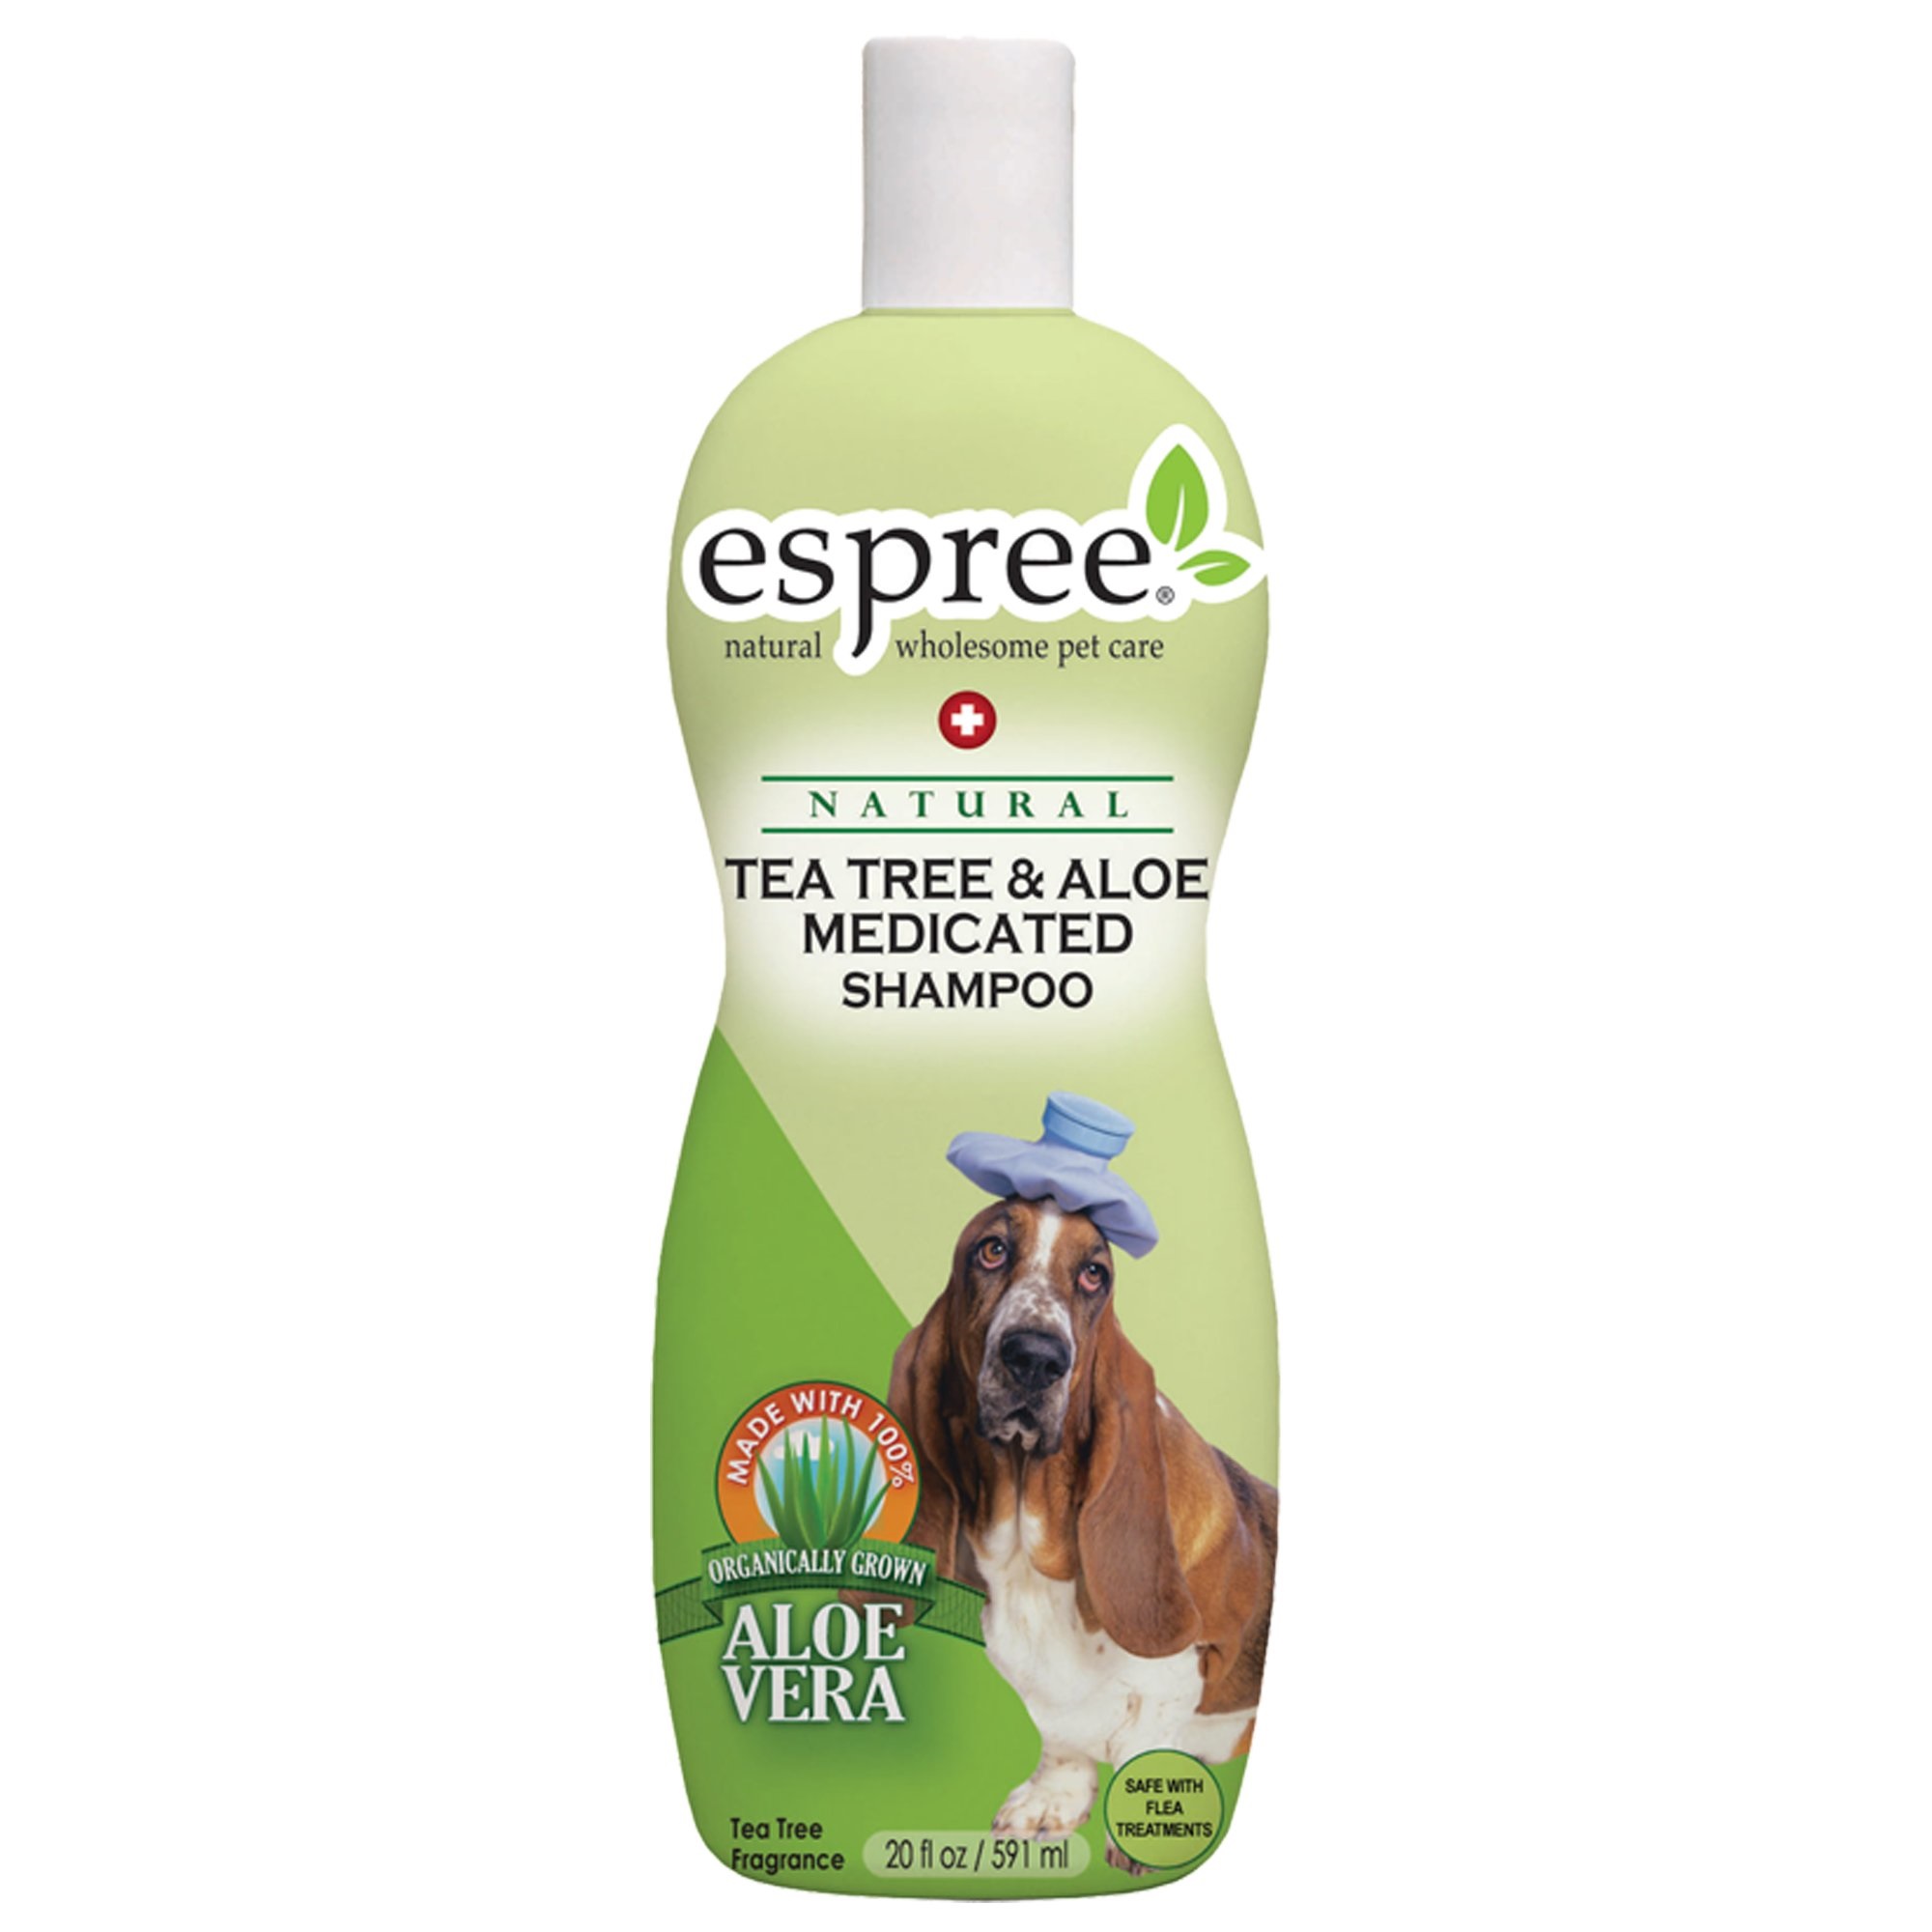 espree®
natural wholesome pet care
NATURAL
TEA TREE & ALOE
MEDICATED
SHAMPOO
MADE WITH 100%
ORGANICALLY GROWN
ALOE
VERA
Tea Tree
Fragrance
20 fl oz / 591 ml
SAFE WITH
FLEA
TREATMENTS